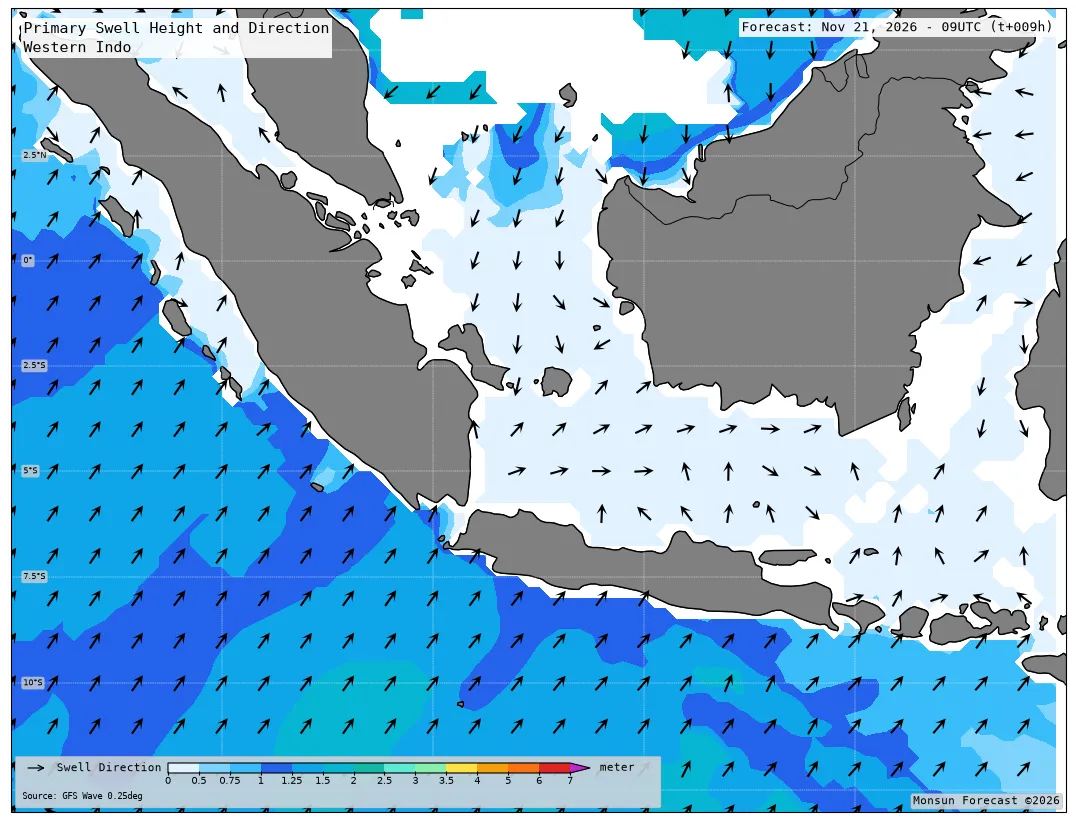 Primary Swell Height and Direction
Western Indo
Forecast: Nov 21, 2026 - 09UTC (t+009h)
2.5°N
0°
2.5°S
5°S
7.5°S
10°S
Swell Direction
0 0.5 0.75 1 1.25 1.5 2 2.5 3 3.5 4 5 6 7
meter
Source: GFS Wave 0.25deg
Monsun Forecast ©2026